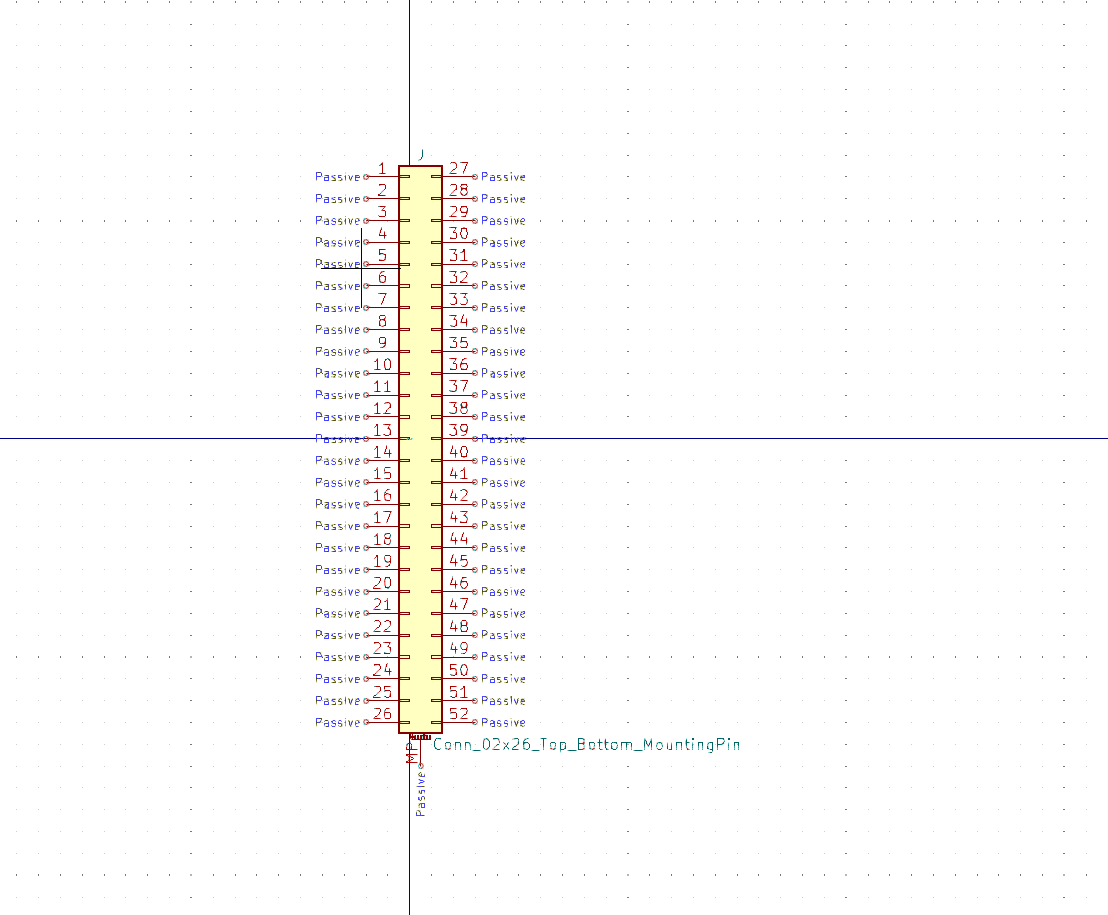 J
Passive 1 27 Passive
Passive 2 28 Passive
Passive 3 29 Passive
Passive 4 30 Passive
Passive 5 31 Passive
Passive 6 32 Passive
Passive 7 33 Passive
Passive 8 34 Passive
Passive 9 35 Passive
Passive 10 36 Passive
Passive 11 37 Passive
Passive 12 38 Passive
Passive 13 39 Passive
Passive 14 40 Passive
Passive 15 41 Passive
Passive 16 42 Passive
Passive 17 43 Passive
Passive 18 44 Passive
Passive 19 45 Passive
Passive 20 46 Passive
Passive 21 47 Passive
Passive 22 48 Passive
Passive 23 49 Passive
Passive 24 50 Passive
Passive 25 51 Passive
Passive 26 52 Passive
Conn_02x26_Top_Bottom_MountingPin
MP
Passive